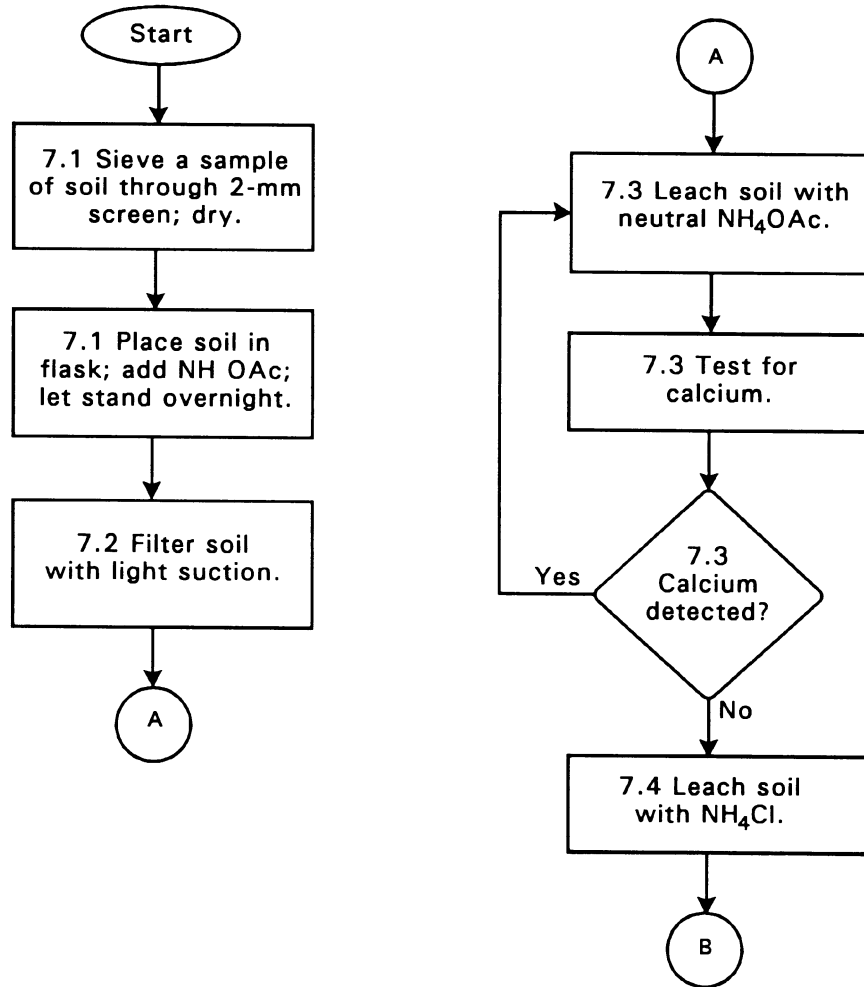 Start
7.1 Sieve a sample
of soil through 2-mm
screen; dry.
7.1 Place soil in
flask; add NH OAc;
let stand overnight.
7.2 Filter soil
with light suction.
A
A
7.3 Leach soil with
neutral NH₄OAc.
7.3 Test for
calcium.
7.3
Calcium
detected?
Yes
No
7.4 Leach soil
with NH₄Cl.
B